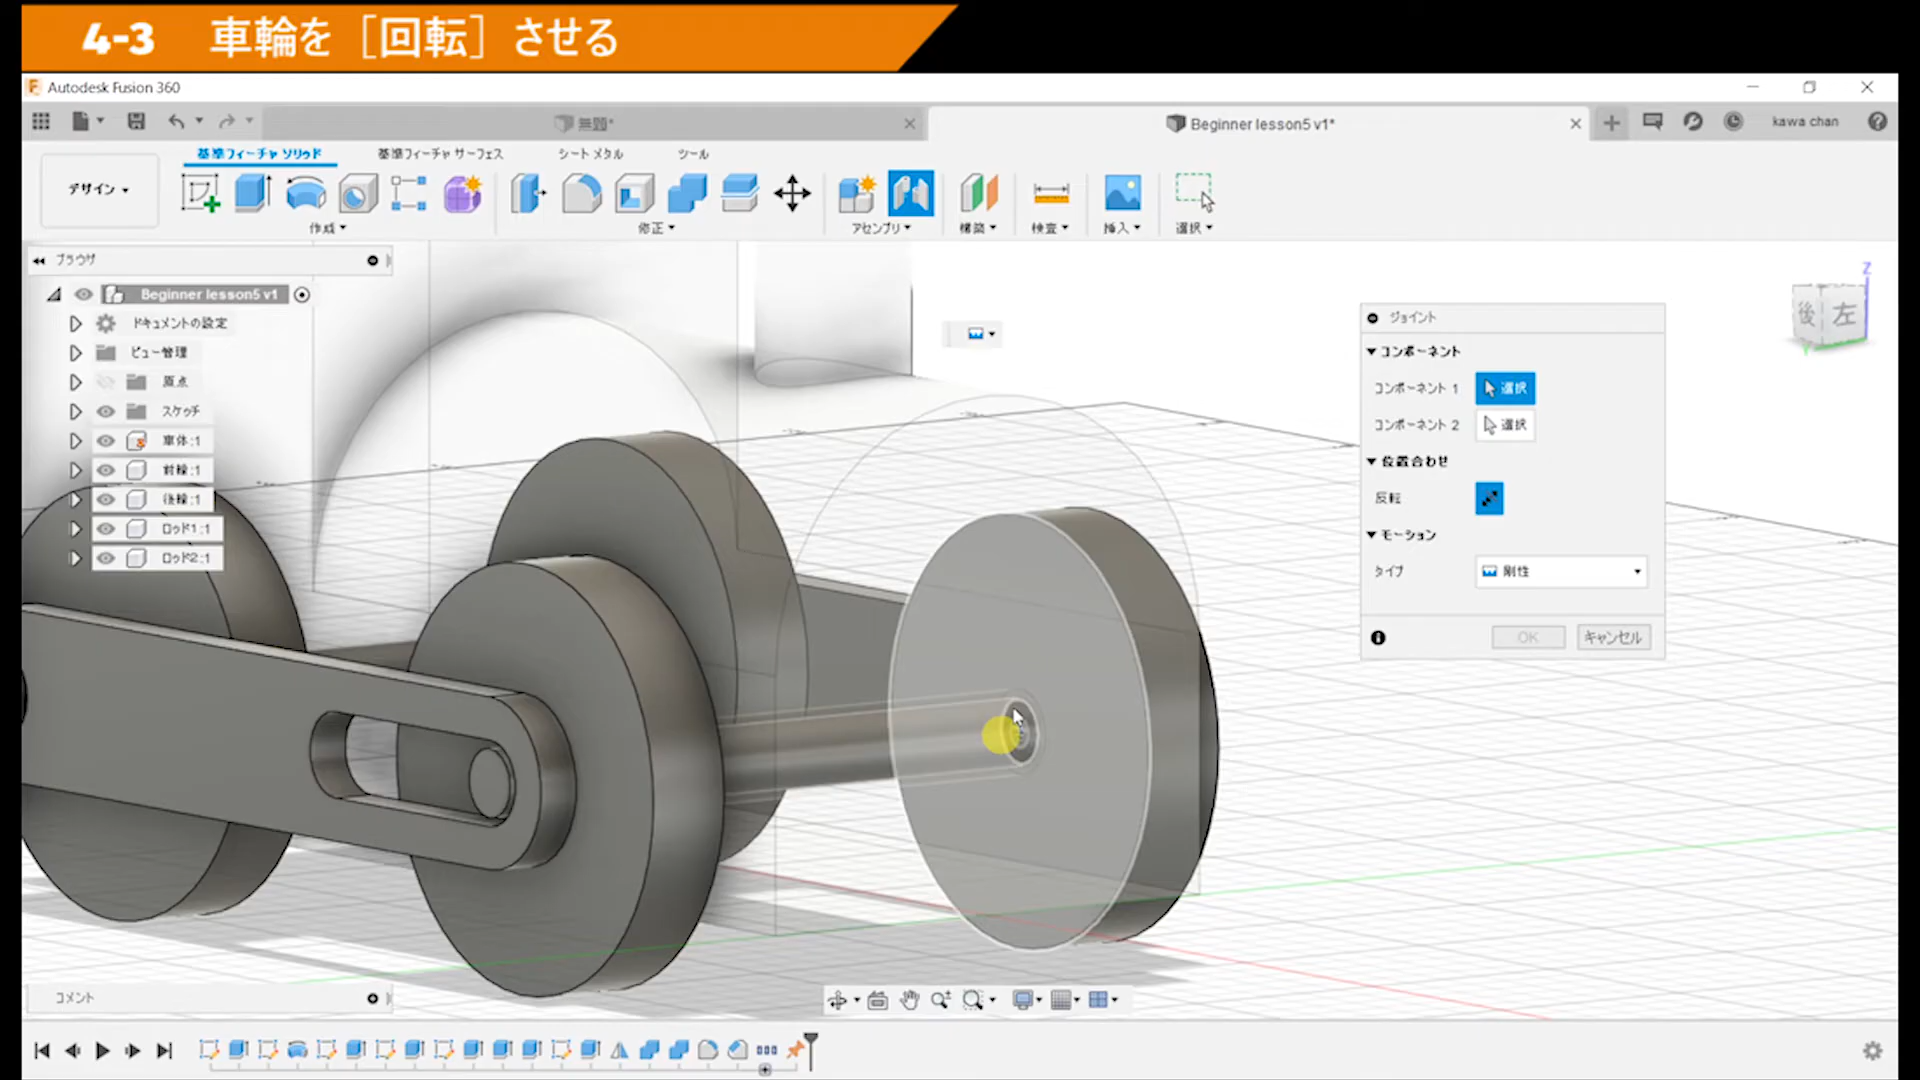 4-3 車輪を［回転］させる
Autodesk Fusion 360
無題*
Beginner lesson5 v1*
kawa chan
デザイン
基準フィーチャ ソリッド
基準フィーチャ サーフェス
シート メタル
ツール
作成
修正
アセンブリ
構築
検査
挿入
選択
ブラウザ
Beginner lesson5 v1
ドキュメントの設定
ビュー管理
原点
スケッチ
車体:1
前輪:1
後輪:1
ロッド1:1
ロッド2:1
Z
Y
後
左
ジョイント
コンポーネント
コンポーネント 1 選択
コンポーネント 2 選択
位置合わせ
反転
モーション
タイプ 剛性
OK キャンセル
コメント